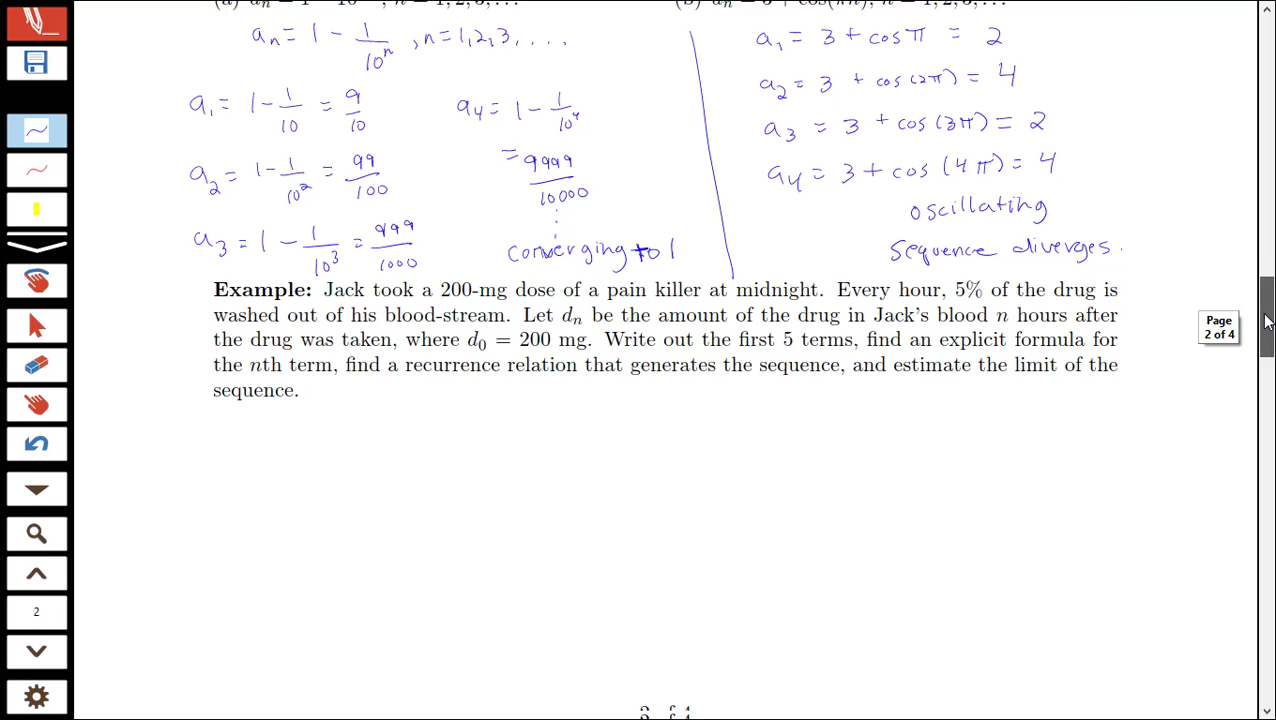 aₙ = 1 - 1/10ⁿ , n = 1,2,3, ....
a₁ = 1 - 1/10 = 9/10
a₂ = 1 - 1/10² = 99/100
a₃ = 1 - 1/10³ = 999/1000
a₄ = 1 - 1/10⁴
= 9999/10000
⋮
converging to 1
a₁ = 3 + cos π = 2
a₂ = 3 + cos(2π) = 4
a₃ = 3 + cos(3π) = 2
a₄ = 3 + cos (4π) = 4
oscillating
sequence diverges.
Example: Jack took a 200-mg dose of a pain killer at midnight. Every hour, 5% of the drug is
washed out of his blood-stream. Let dₙ be the amount of the drug in Jack's blood n hours after
the drug was taken, where d₀ = 200 mg. Write out the first 5 terms, find an explicit formula for
the nth term, find a recurrence relation that generates the sequence, and estimate the limit of the
sequence.
Page
2 of 4
2